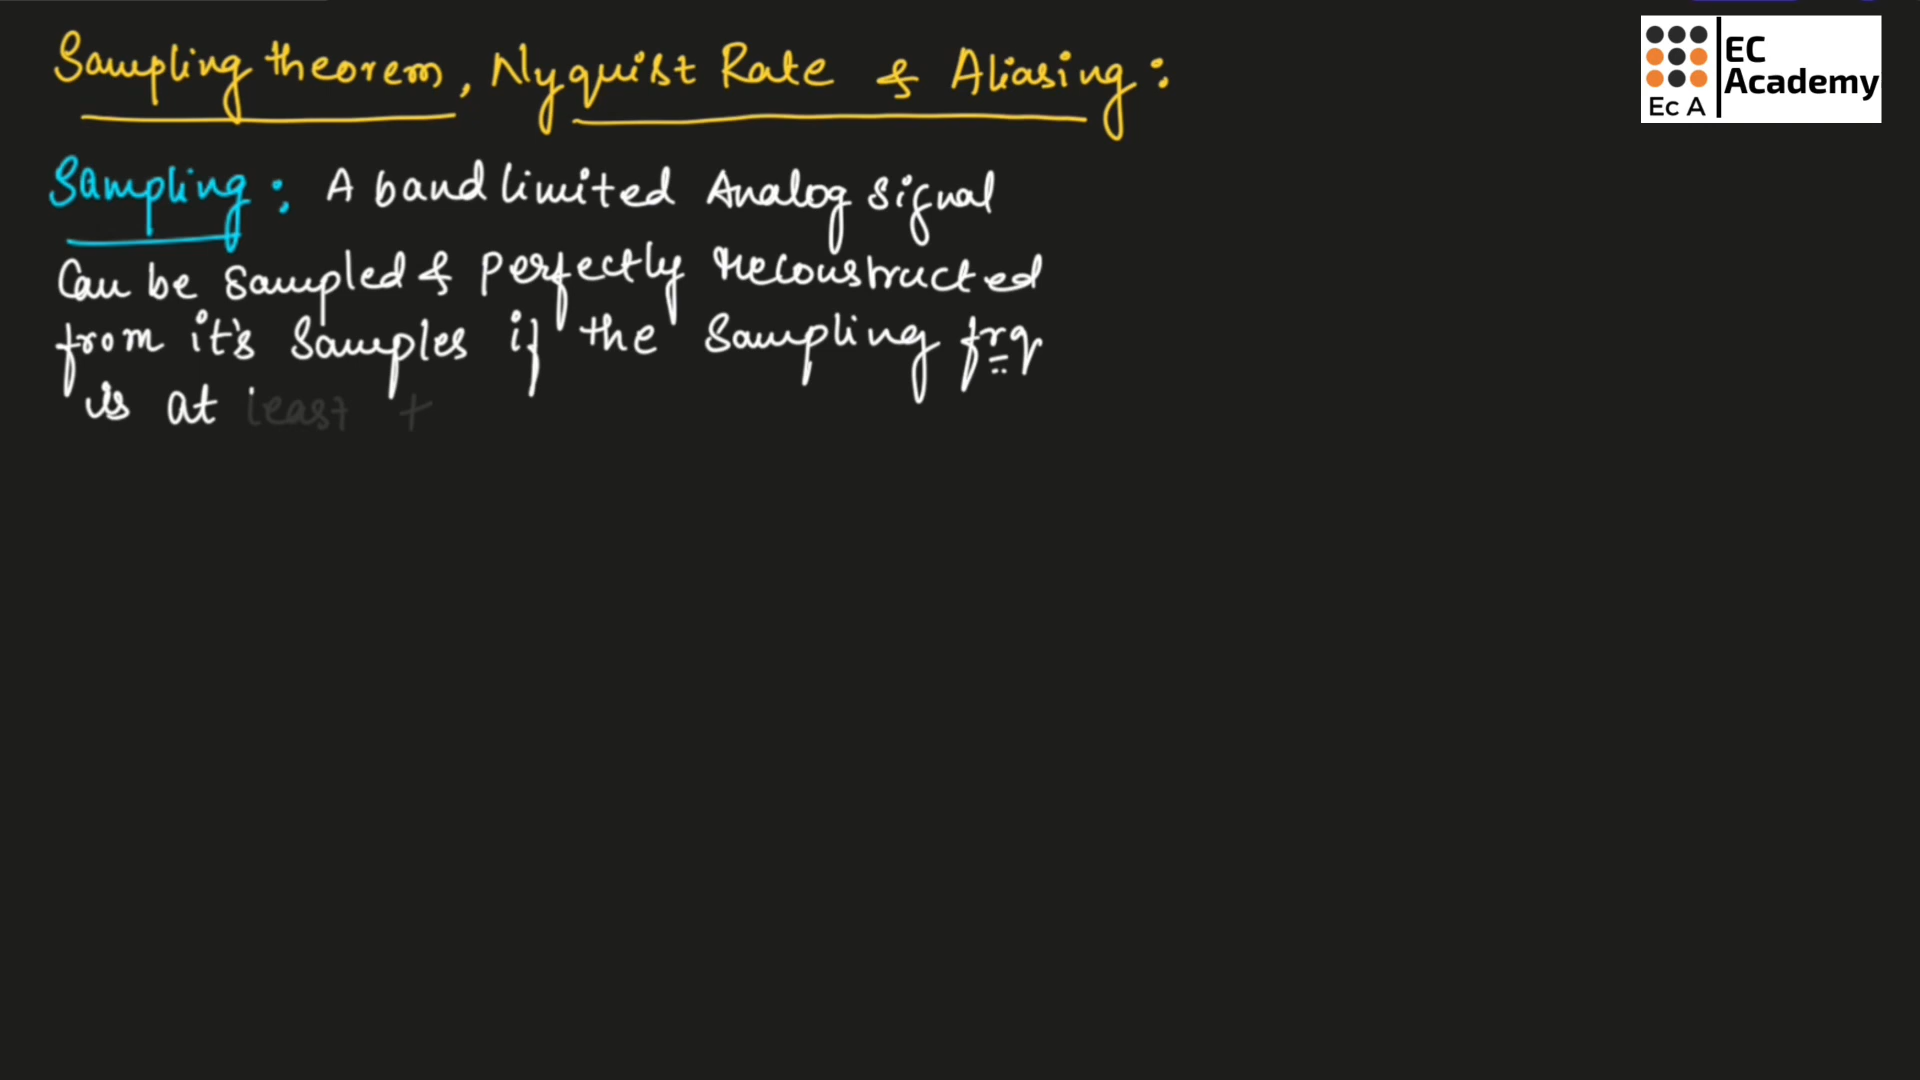 Sampling theorem, Nyquist Rate & Aliasing:
EC
Academy
Ec A
Sampling: A band limited Analog signal
Can be Sampled & perfectly reconstructed
from it's Samples if the Sampling frq
is at least t